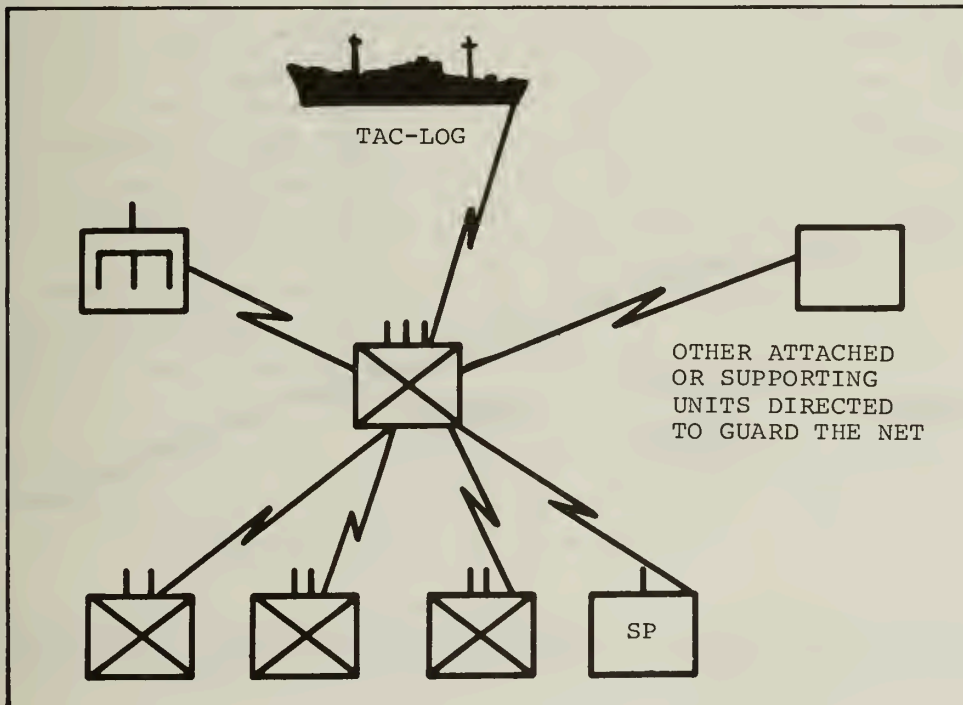 TAC-LOG
OTHER ATTACHED
OR SUPPORTING
UNITS DIRECTED
TO GUARD THE NET
SP